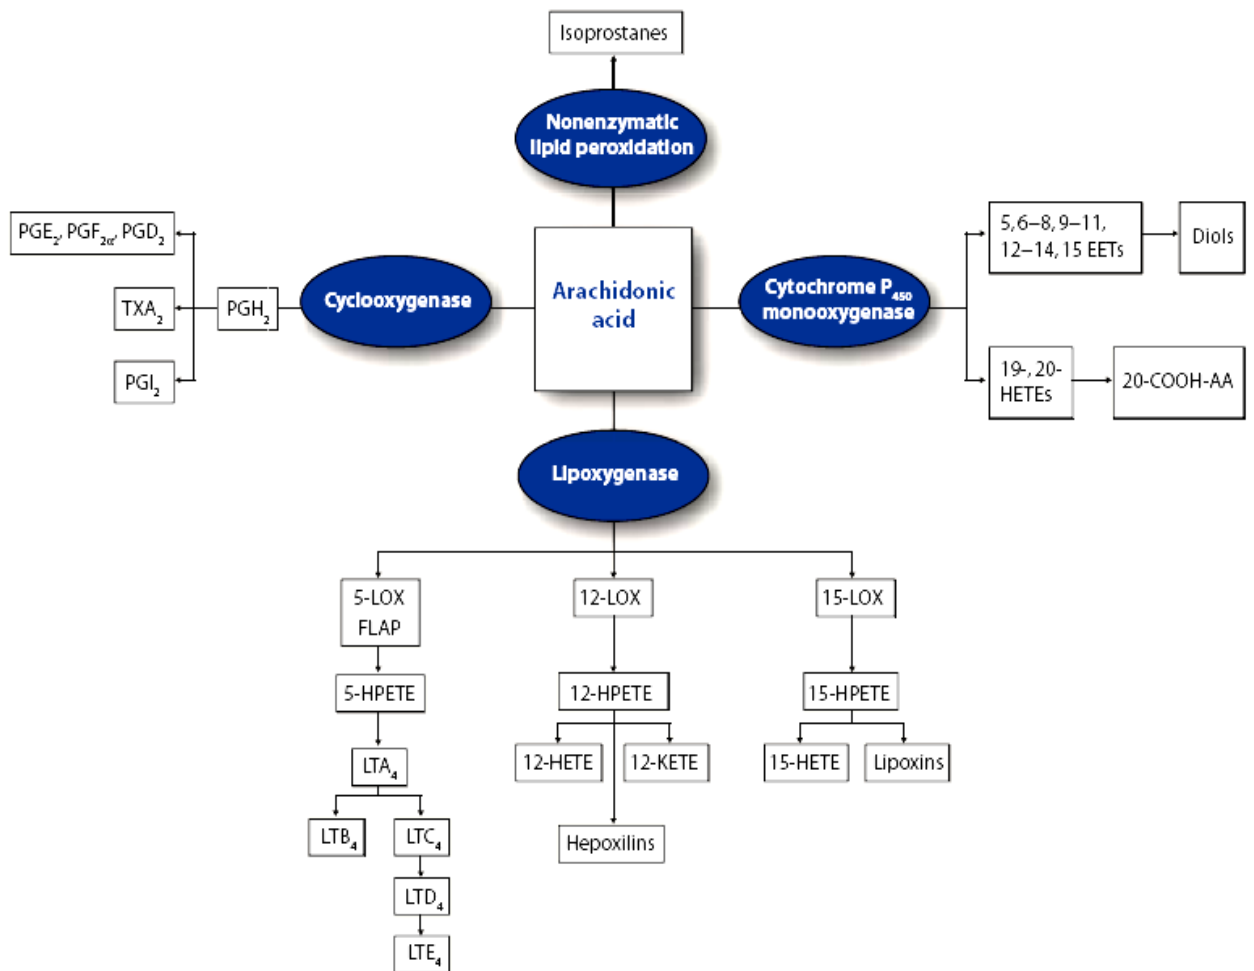 Isoprostanes
Nonenzymatic
lipid peroxidation
PGE₂, PGF₂α, PGD₂
TXA₂
PGI₂
PGH₂
Cyclooxygenase
Arachidonic
acid
Cytochrome P₄₅₀
monooxygenase
5, 6–8, 9–11,
12–14, 15 EETs
Diols
19-, 20-
HETEs
20-COOH-AA
Lipoxygenase
5-LOX
FLAP
12-LOX
15-LOX
5-HPETE
12-HPETE
15-HPETE
LTA₄
12-HETE
12-KETE
15-HETE
Lipoxins
LTB₄
LTC₄
Hepoxilins
LTD₄
LTE₄